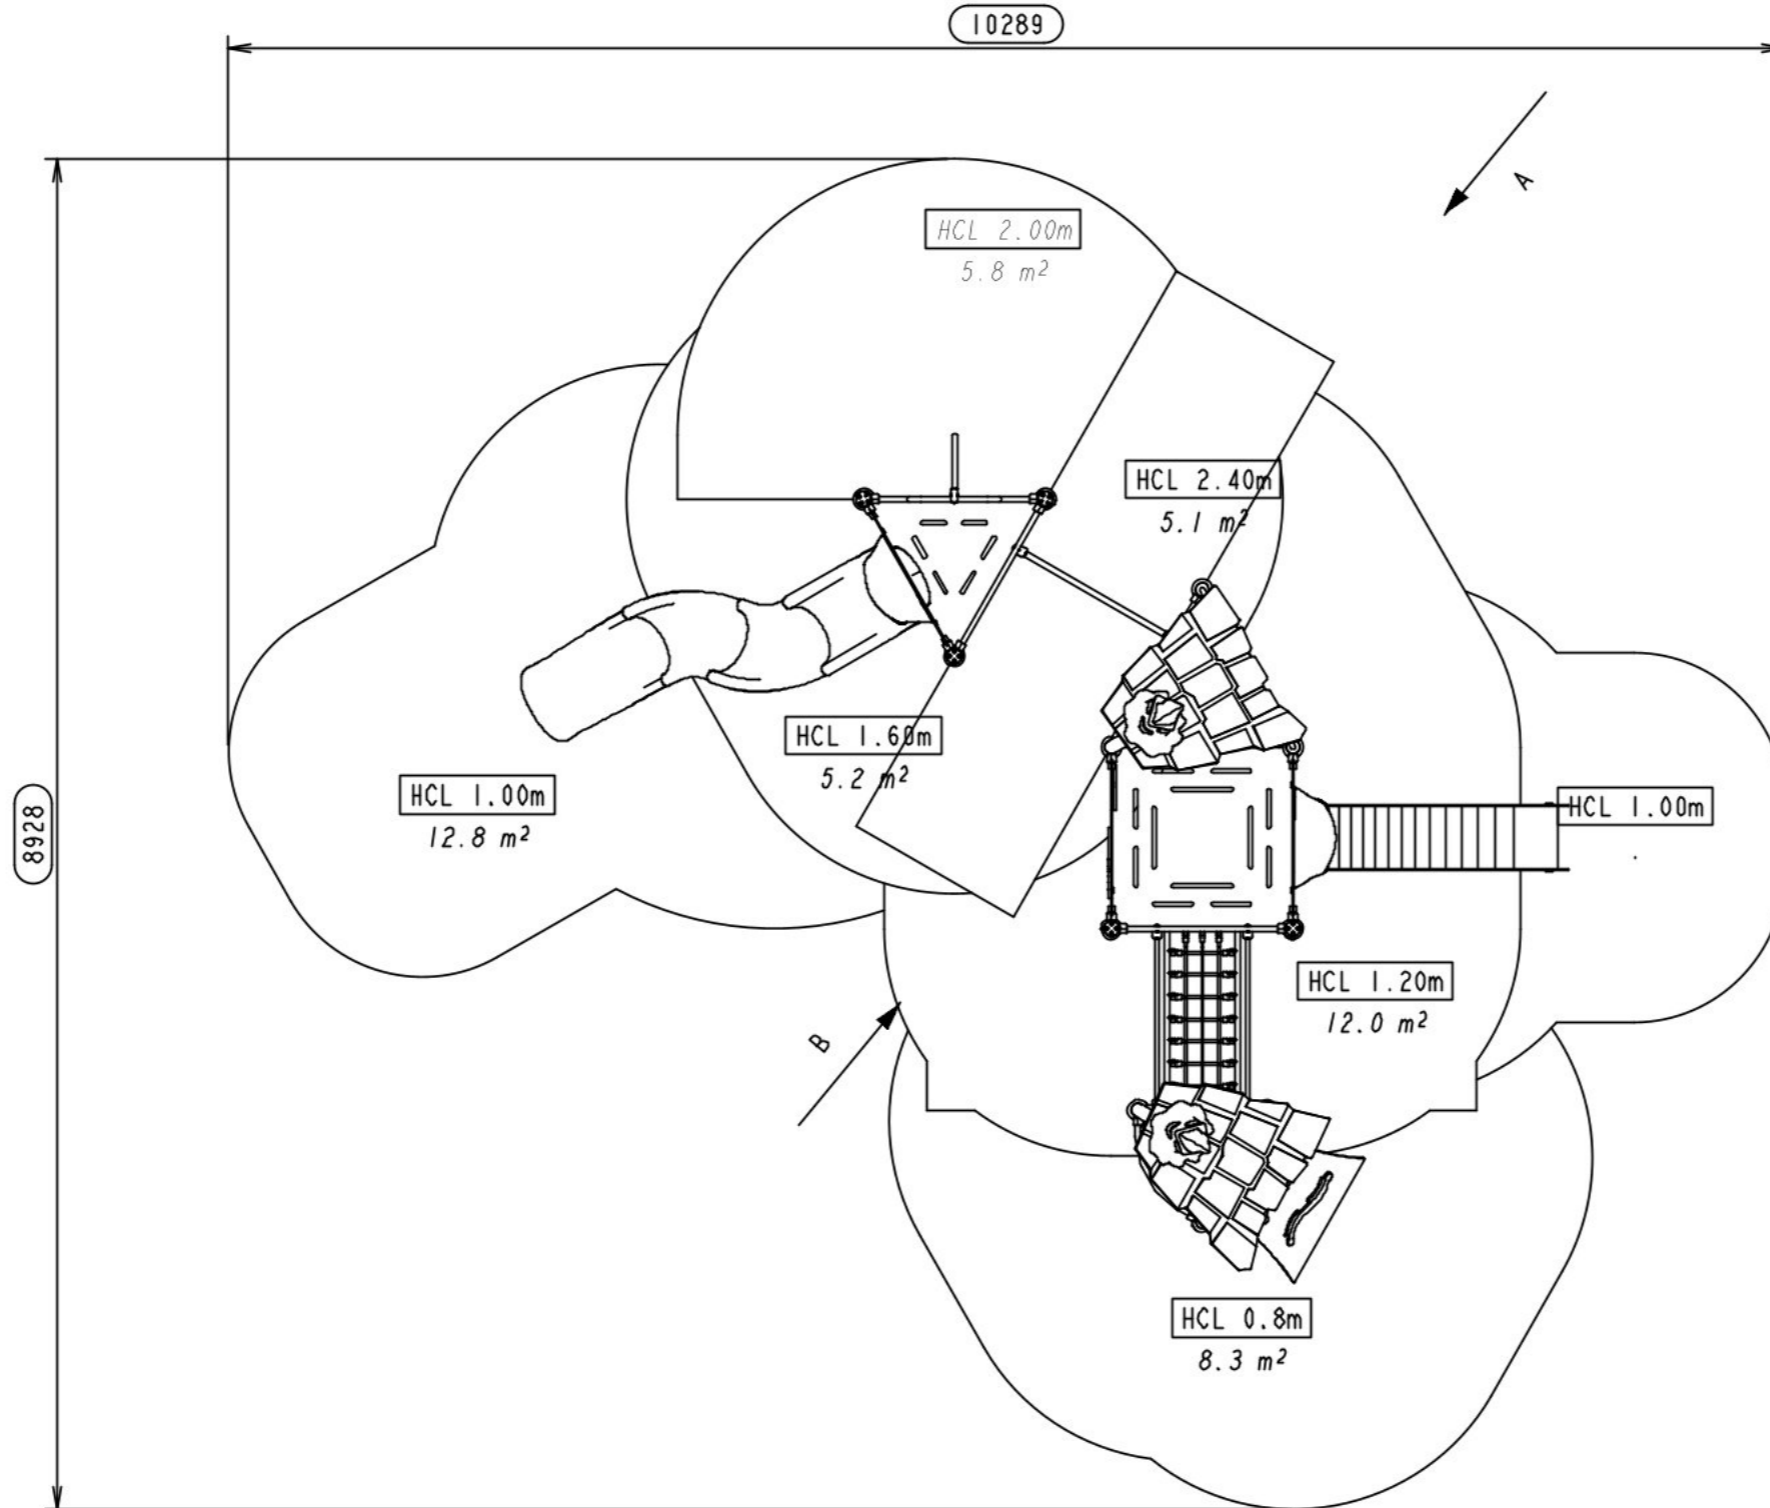 10289
A
HCL 2.00m
5.8 m²
HCL 2.40m
5.1 m²
HCL 1.60m
5.2 m²
HCL 1.00m
12.8 m²
HCL 1.00m
8928
HCL 1.20m
12.0 m²
B
HCL 0.8m
8.3 m²